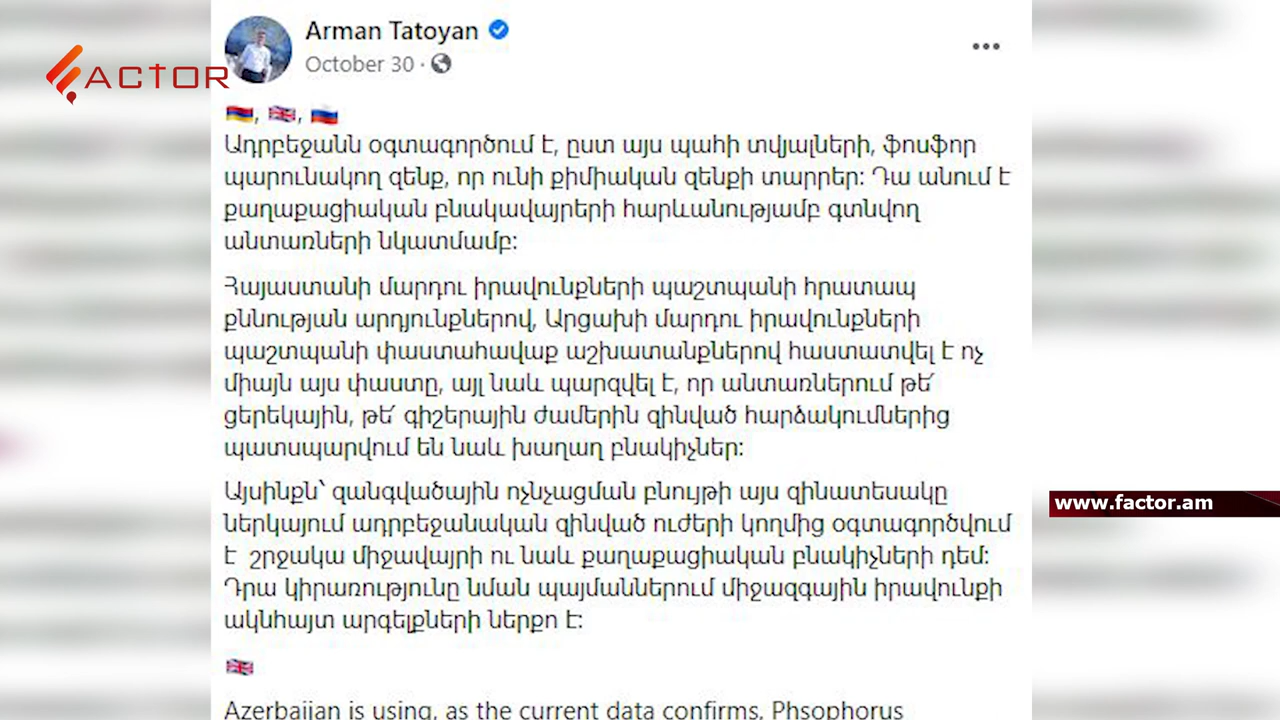 ACTOR
Arman Tatoyan
October 30 ·
🇦🇲, 🇬🇧, 🇷🇺
Ադրբեջանն օգտագործում է, ըստ այս պահի տվյալների, ֆոսֆոր
պարունակող զենք, որ ունի քիմիական զենքի տարրեր: Դա անում է
քաղաքացիական բնակավայրերի հարևանությամբ գտնվող
անտառների նկատմամբ:
Հայաստանի մարդու իրավունքների պաշտպանի հրատապ
քննության արդյունքներով, Արցախի մարդու իրավունքների
պաշտպանի փաստահավաք աշխատանքներով հաստատվել է ոչ
միայն այս փաստը, այլ նաև պարզվել է, որ անտառներում թե՛
ցերեկային, թե՛ գիշերային ժամերին զինված հարձակումներից
պատսպարվում են նաև խաղաղ բնակիչներ:
Այսինքն՝ զանգվածային ոչնչացման բնույթի այս զինատեսակը
ներկայում ադրբեջանական զինված ուժերի կողմից օգտագործվում
է շրջակա միջավայրի ու նաև քաղաքացիական բնակիչների դեմ:
Դրա կիրառությունը նման պայմաններում միջազգային իրավունքի
ակնհայտ արգելքների ներքո է:
🇬🇧
Azerbaijan is using, as the current data confirms, Phsophorus
www.factor.am